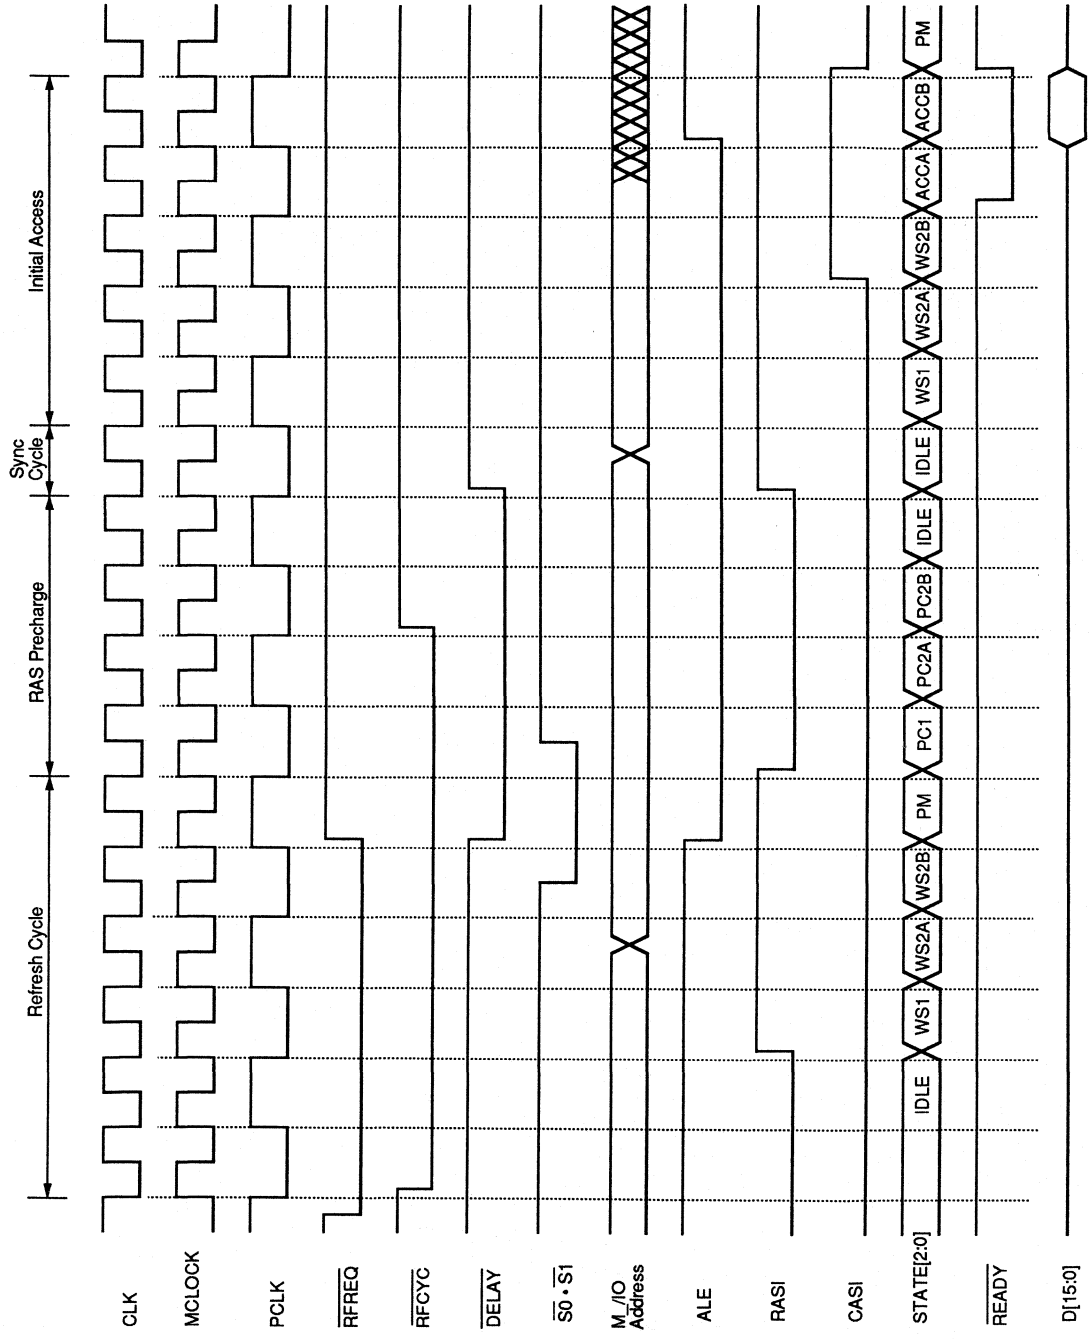 Refresh Cycle
RAS Precharge
Sync
Cycle
Initial Access
CLK
MCLOCK
PCLK
RFREQ
RFCYC
DELAY
S0 • S1
M_/IO
Address
ALE
RASI
CASI
STATE[2:0]
IDLE WS1 WS2A WS2B PM PC1 PC2A PC2B IDLE IDLE WS1 WS2A WS2B ACCA ACCB PM
READY
D[15:0]